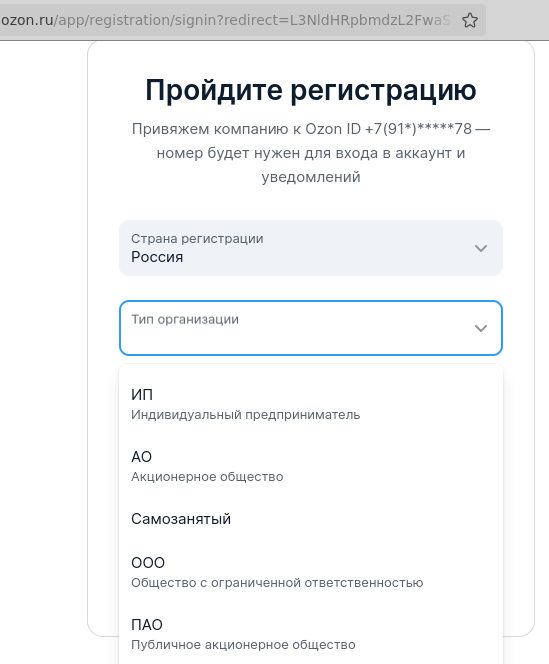 ozon.ru/app/registration/signin?redirect=L3NldHRpbmdzL2FwaS
Пройдите регистрацию
Привяжем компанию к Ozon ID +7(91*)*****78 —
номер будет нужен для входа в аккаунт и
уведомлений
Страна регистрации
Россия
Тип организации
ИП
Индивидуальный предприниматель
АО
Акционерное общество
Самозанятый
ООО
Общество с ограниченной ответственностью
ПАО
Публичное акционерное общество